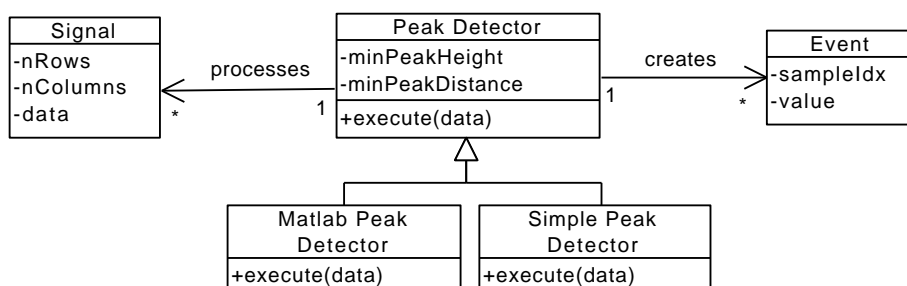 Signal
-nRows
-nColumns
-data
processes
*
1
Peak Detector
-minPeakHeight
-minPeakDistance
+execute(data)
creates
1
*
Event
-sampleIdx
-value
Matlab Peak
Detector
+execute(data)
Simple Peak
Detector
+execute(data)